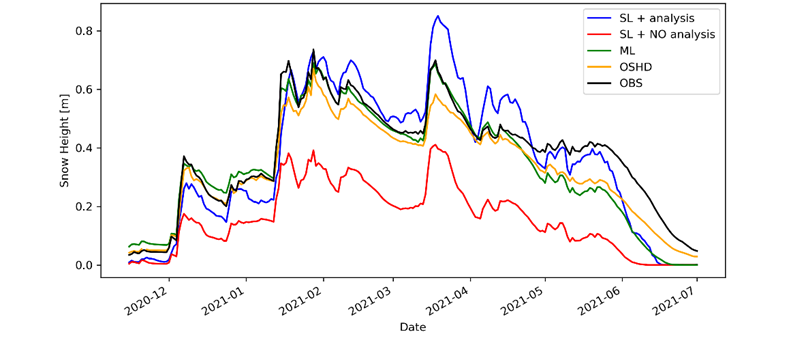 SL + analysis
SL + NO analysis
ML
OSHD
OBS
Snow Height [m]
0.8
0.6
0.4
0.2
0.0
2020-12
2021-01
2021-02
2021-03
2021-04
2021-05
2021-06
2021-07
Date